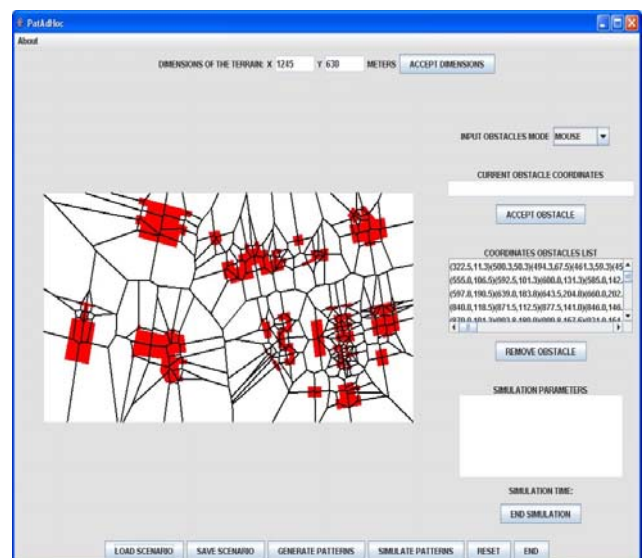 PatAdHoc
About
DIMENSIONS OF THE TERRAIN: X 1245 Y 630 METERS ACCEPT DIMENSIONS
INPUT OBSTACLES MODE MOUSE
CURRENT OBSTACLE COORDINATES
ACCEPT OBSTACLE
COORDINATES OBSTACLES LIST
(322.5,11.3)(500.3,50.3)(494.3,67.5)(461.3,59.3)(45
(555.0,106.5)(592.5,101.3)(600.0,131.3)(585.0,142.
(597.8,190.5)(639.0,183.8)(643.5,204.8)(660.0,202.
(840.0,118.5)(871.5,112.5)(877.5,141.0)(846.0,146.
REMOVE OBSTACLE
SIMULATION PARAMETERS
SIMULATION TIME:
END SIMULATION
LOAD SCENARIO SAVE SCENARIO GENERATE PATTERNS SIMULATE PATTERNS RESET END